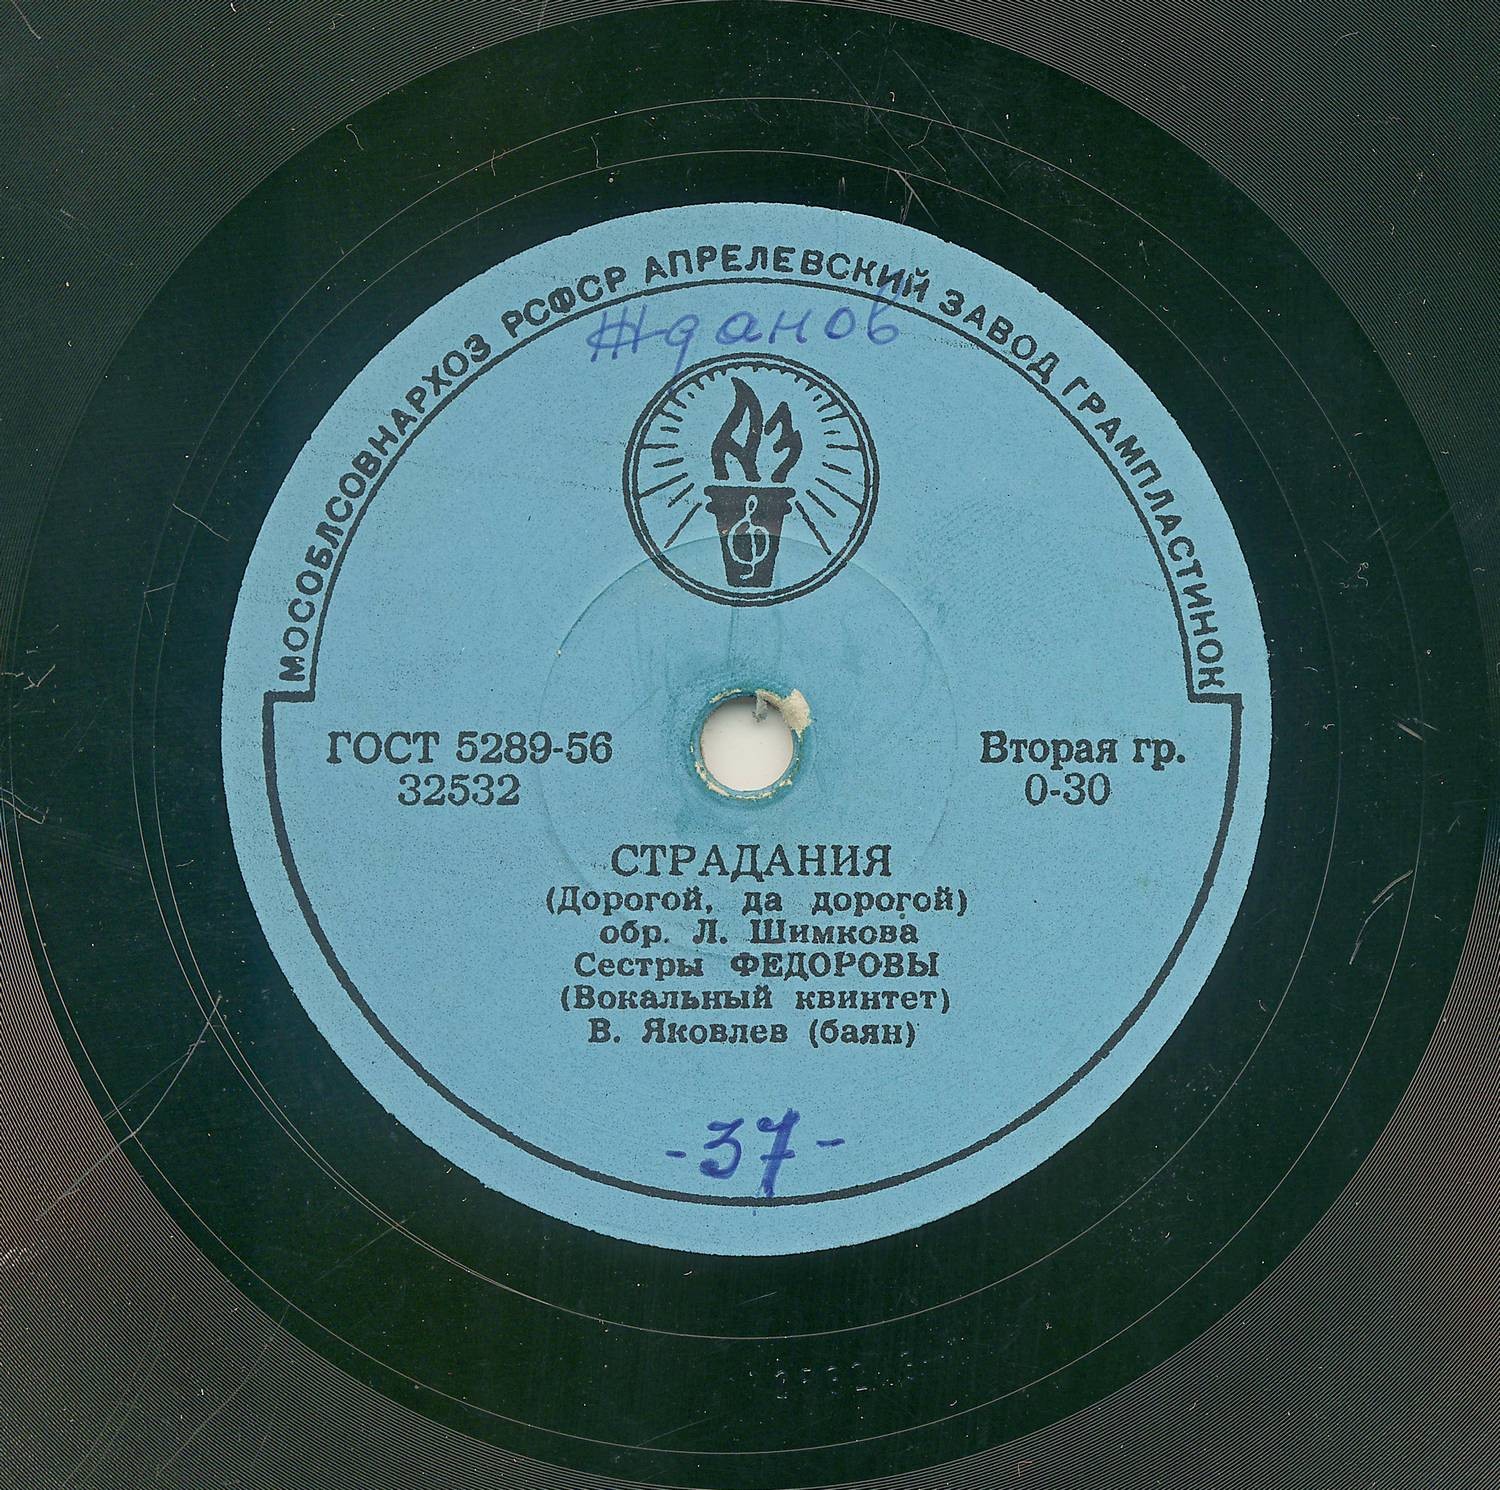 МОСОБЛСОВНАРХОЗ РСФСР АПРЕЛЕВСКИЙ ЗАВОД ГРАМПЛАСТИНОК
Жданов
АЗ
ГОСТ 5289-56
32532
Вторая гр.
0-30
СТРАДАНИЯ
(Дорогой, да дорогой)
обр. Л. Шимкова
Сестры ФЕДОРОВЫ
(Вокальный квинтет)
В. Яковлев (баян)
-37-